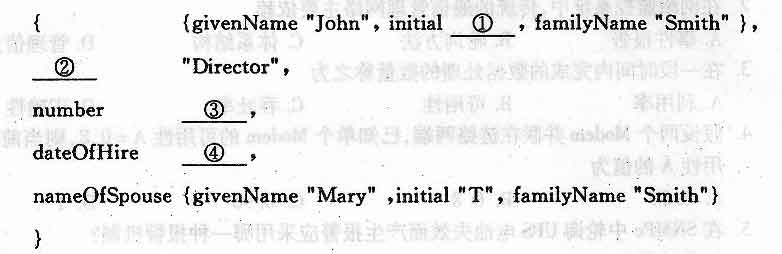 { {givenName "John", initial ① , familyName "Smith" },
② "Director",
number ③ ,
dateOfHire ④ ,
nameOfSpouse {givenName "Mary" ,initial "T", familyName "Smith"}
}